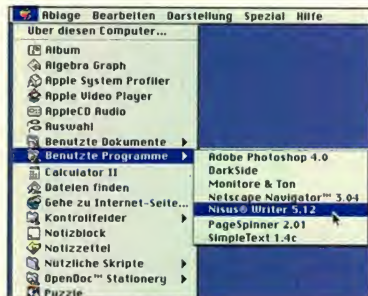 Ablage Bearbeiten Darstellung Spezial Hilfe
Über diesen Computer...
Album
Algebra Graph
Apple System Profiler
Apple Video Player
AppleCD Audio
Auswahl
Benutzte Dokumente
Benutzte Programme
Calculator II
Dateien finden
Gehe zu Internet-Seite...
Kontrollfelder
Notizblock
Notizzettel
Nützliche Skripte
OpenDoc™ Stationery
Puzzle
Adobe Photoshop 4.0
DarkSide
Monitore & Ton
Netscape Navigator™ 3.04
Nisus® Writer 5.12
PageSpinner 2.01
SimpleText 1.4c